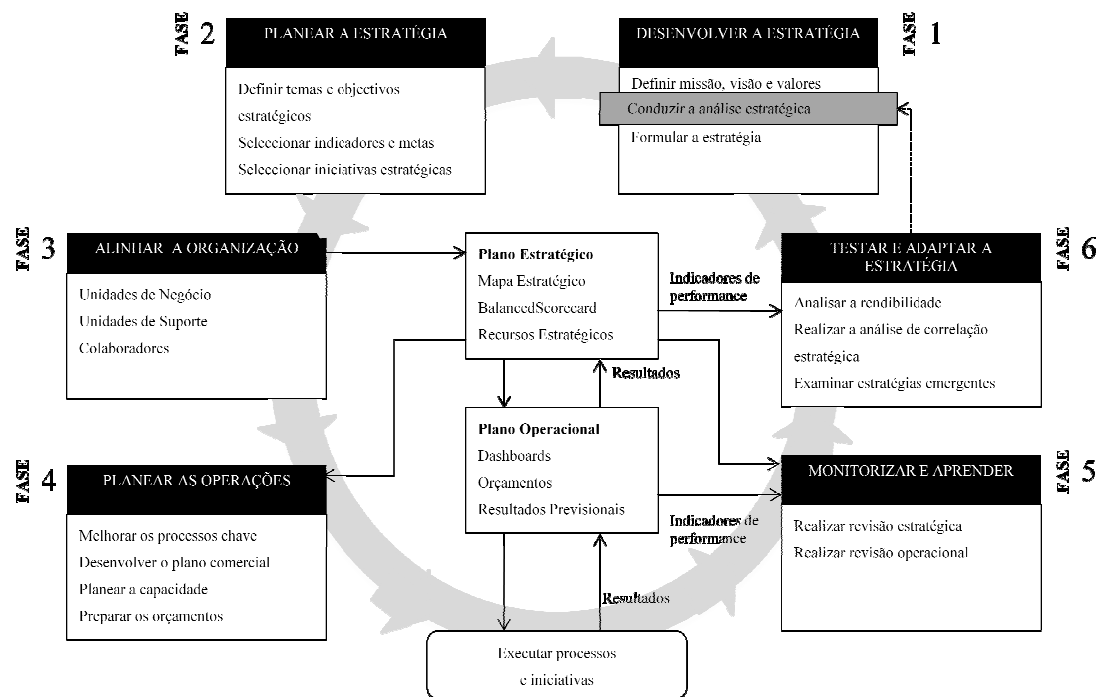 FASE 2
PLANEAR A ESTRATÉGIA
Definir temas e objectivos
estratégicos
Seleccionar indicadores e metas
Seleccionar iniciativas estratégicas
DESENVOLVER A ESTRATÉGIA
FASE 1
Definir missão, visão e valores
Conduzir a análise estratégica
Formular a estratégia
FASE 3
ALINHAR A ORGANIZAÇÃO
Unidades de Negócio
Unidades de Suporte
Colaboradores
Plano Estratégico
Mapa Estratégico
BalancedScorecard
Recursos Estratégicos
Indicadores de
performance
TESTAR E ADAPTAR A
ESTRATÉGIA
FASE 6
Analisar a rendibilidade
Realizar a análise de correlação
estratégica
Examinar estratégias emergentes
Resultados
Plano Operacional
Dashboards
Orçamentos
Resultados Previsionais
FASE 4
PLANEAR AS OPERAÇÕES
Melhorar os processos chave
Desenvolver o plano comercial
Planear a capacidade
Preparar os orçamentos
Indicadores de
performance
MONITORIZAR E APRENDER
FASE 5
Realizar revisão estratégica
Realizar revisão operacional
Resultados
Executar processos
e iniciativas